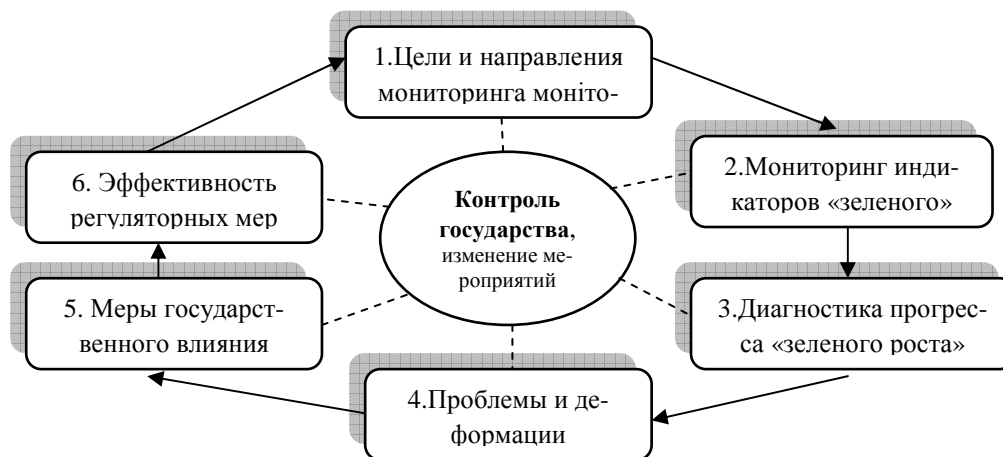 1.Цели и направления
мониторинга моніто-
2.Мониторинг инди-
каторов «зеленого»
3.Диагностика прогрес-
са «зеленого роста»
4.Проблемы и де-
формации
5. Меры государст-
венного влияния
6. Эффективность
регуляторных мер
Контроль
государства,
изменение ме-
роприятий